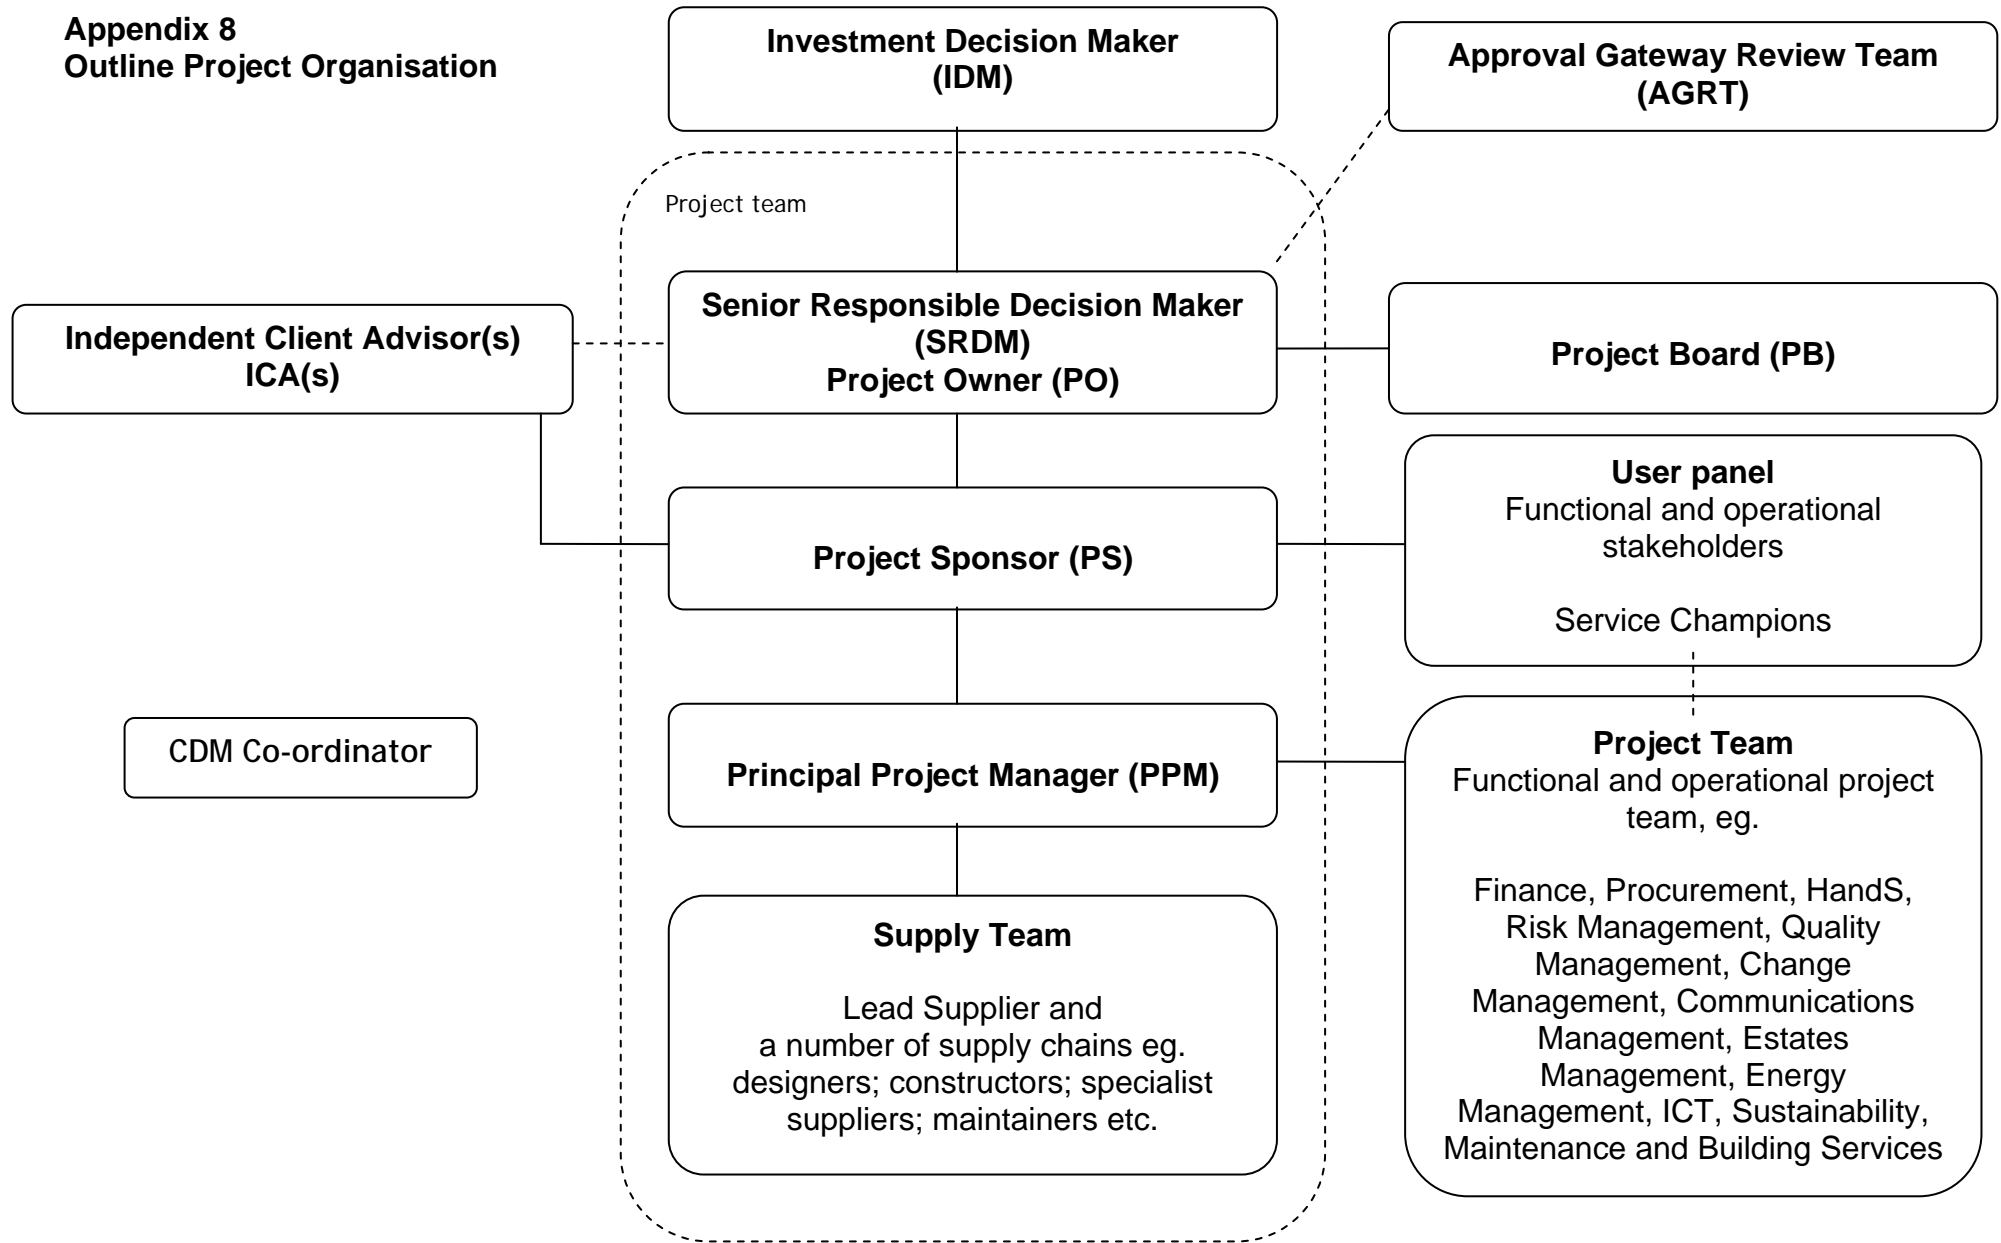 Appendix 8
Outline Project Organisation
Investment Decision Maker
(IDM)
Approval Gateway Review Team
(AGRT)
Project team
Independent Client Advisor(s)
ICA(s)
Senior Responsible Decision Maker
(SRDM)
Project Owner (PO)
Project Board (PB)
Project Sponsor (PS)
User panel
Functional and operational
stakeholders
Service Champions
CDM Co-ordinator
Principal Project Manager (PPM)
Project Team
Functional and operational project
team, eg.
Finance, Procurement, HandS,
Risk Management, Quality
Management, Change
Management, Communications
Management, Estates
Management, Energy
Management, ICT, Sustainability,
Maintenance and Building Services
Supply Team
Lead Supplier and
a number of supply chains eg.
designers; constructors; specialist
suppliers; maintainers etc.